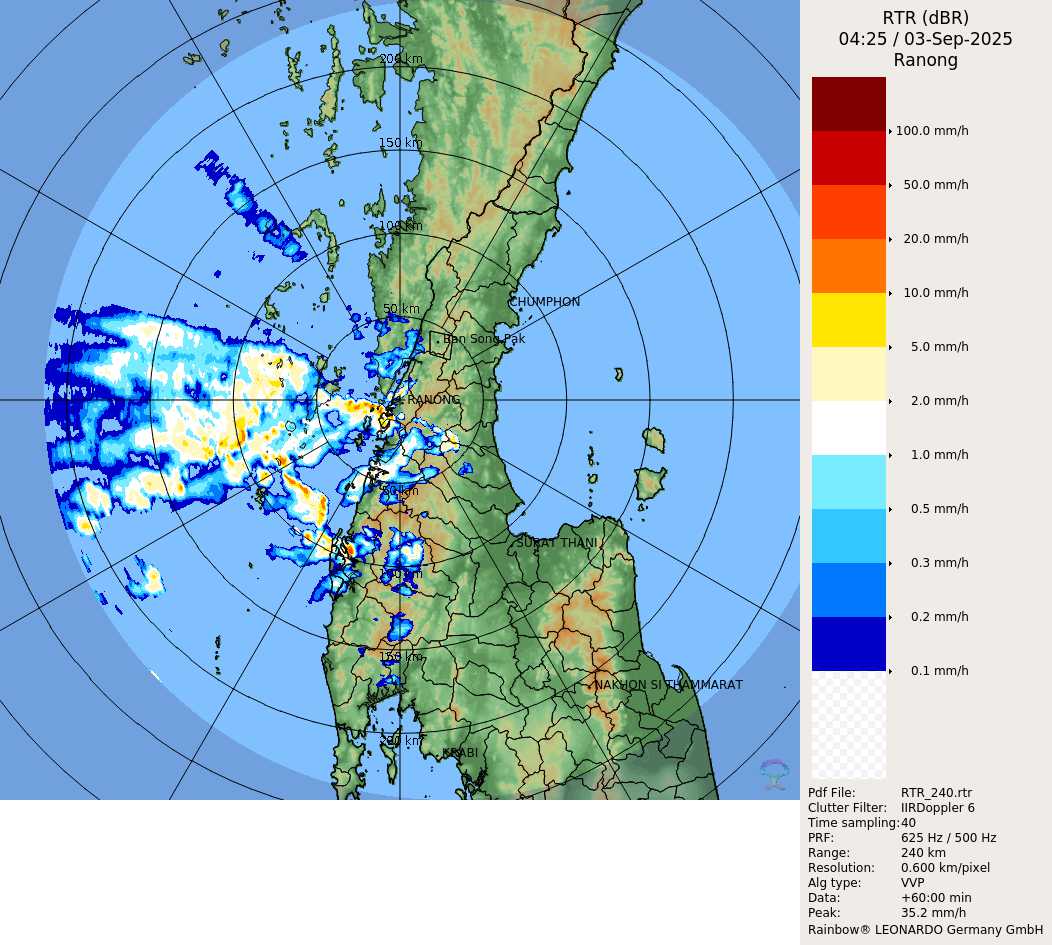 RTR (dBR)
04:25 / 03-Sep-2025
Ranong
100.0 mm/h
50.0 mm/h
20.0 mm/h
10.0 mm/h
5.0 mm/h
2.0 mm/h
1.0 mm/h
0.5 mm/h
0.3 mm/h
0.2 mm/h
0.1 mm/h
Pdf File: RTR_240.rtr
Clutter Filter: IIRDoppler 6
Time sampling: 40
PRF: 625 Hz / 500 Hz
Range: 240 km
Resolution: 0.600 km/pixel
Alg type: VVP
Data: +60:00 min
Peak: 35.2 mm/h
Rainbow® LEONARDO Germany GmbH
200 km
150 km
100 km
CHUMPHON
50 km
Ban Song Pak
RANONG
50 km
SURAT THANI
100 km
150 km
NAKHON SI THAMMARAT
200 km
KRABI